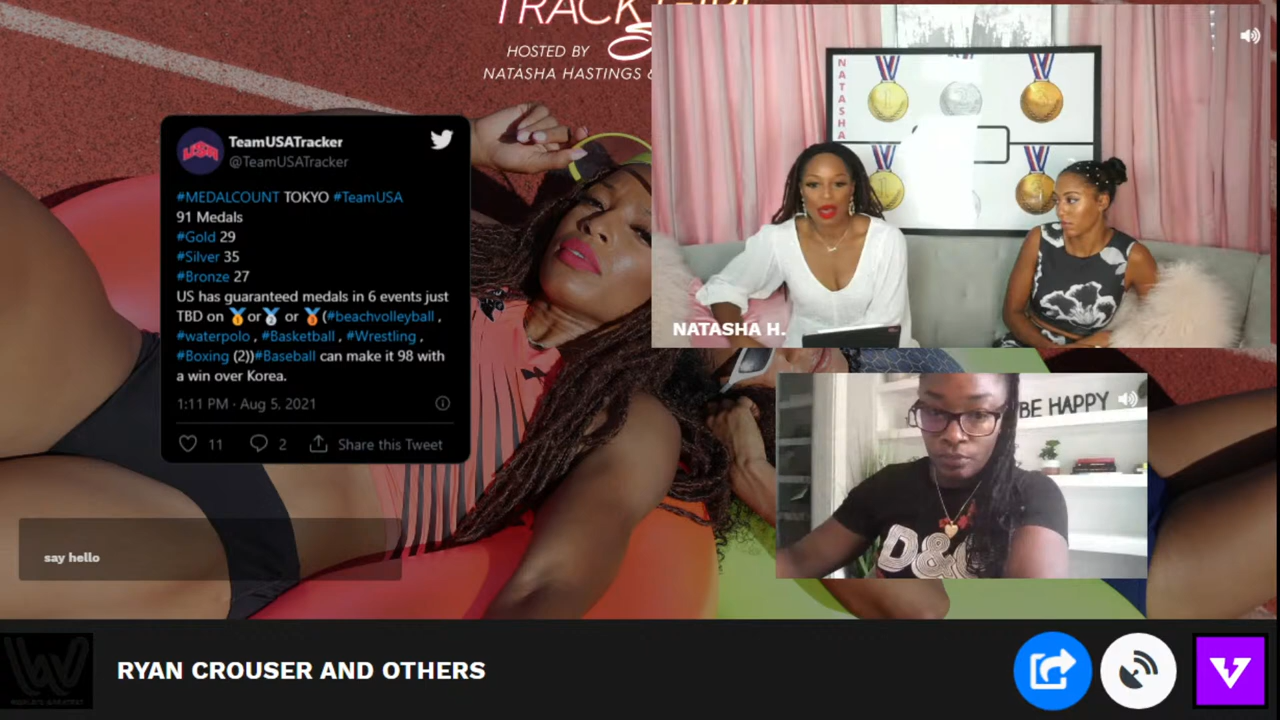 TRACK
HOSTED BY
NATASHA HASTINGS &
NATASHA
NATASHA H.
TeamUSATracker
@TeamUSATracker
#MEDALCOUNT TOKYO #TeamUSA
91 Medals
#Gold 29
#Silver 35
#Bronze 27
US has guaranteed medals in 6 events just
TBD on 🥇or🥈 or 🥉(#beachvolleyball ,
#waterpolo , #Basketball , #Wrestling ,
#Boxing (2))#Baseball can make it 98 with
a win over Korea.
1:11 PM · Aug 5, 2021
11 2 Share this Tweet
BE HAPPY
say hello
RYAN CROUSER AND OTHERS